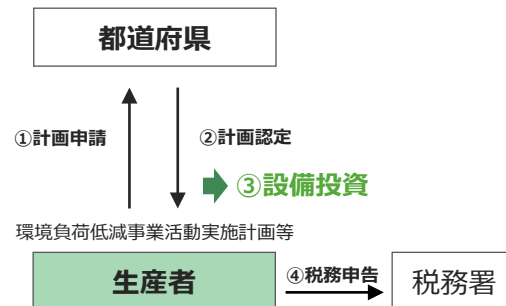 都道府県
①計画申請
②計画認定
③設備投資
環境負荷低減事業活動実施計画等
生産者
④税務申告
税務署